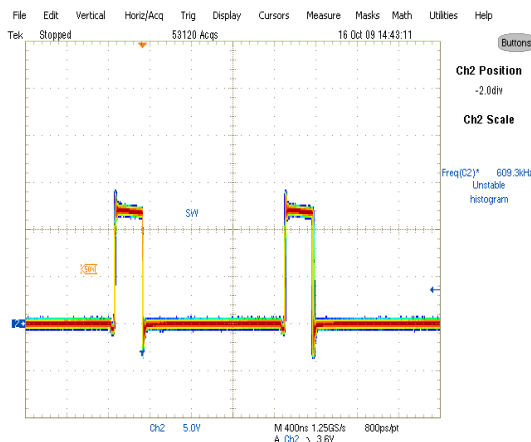 File Edit Vertical Horiz/Acq Trig Display Cursors Measure Masks Math Utilities Help
Tek Stopped 53120 Acqs 16 Oct 09 14:43:11
Buttons
Ch2 Position
-2.0div
Ch2 Scale
Freq(C2)* 609.3kHz
Unstable
histogram
SW
2
Ch2 5.0V M 400ns 1.25GS/s 800ps/pt
A Ch2 ↘ 3.6V